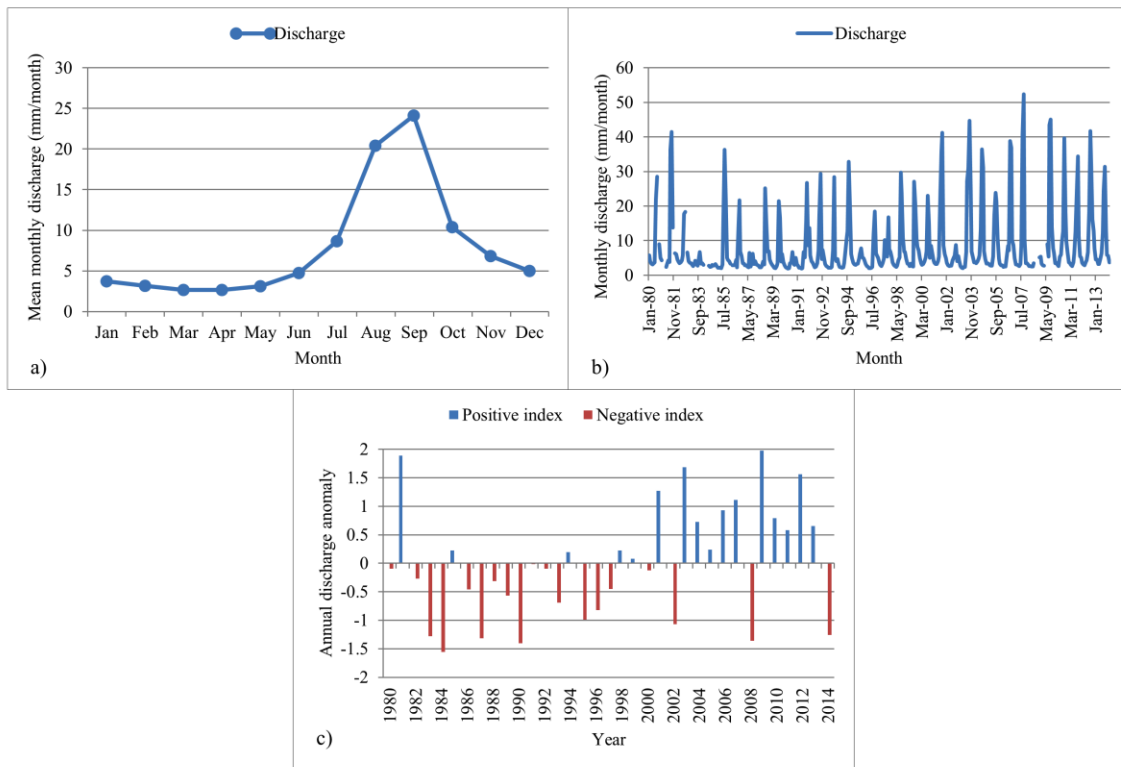 Discharge
Mean monthly discharge (mm/month)
30
25
20
15
10
5
0
Jan Feb Mar Apr May Jun Jul Aug Sep Oct Nov Dec
Month
a)
Discharge
Monthly discharge (mm/month)
60
50
40
30
20
10
0
Jan-80 Nov-81 Sep-83 Jul-85 May-87 Mar-89 Jan-91 Nov-92 Sep-94 Jul-96 May-98 Mar-00 Jan-02 Nov-03 Sep-05 Jul-07 May-09 Mar-11 Jan-13
Month
b)
Positive index Negative index
Annual discharge anomaly
2
1.5
1
0.5
0
-0.5
-1
-1.5
-2
1980 1982 1984 1986 1988 1990 1992 1994 1996 1998 2000 2002 2004 2006 2008 2010 2012 2014
Year
c)